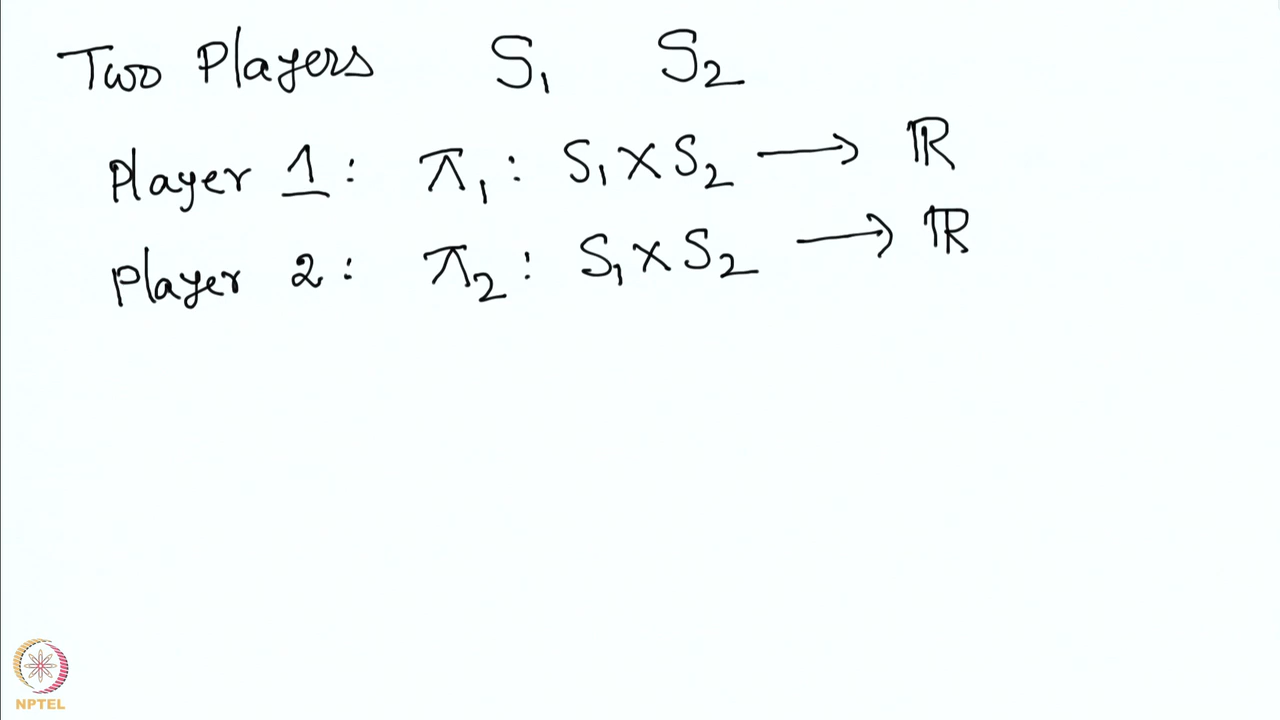 Two Players S₁ S₂
Player 1: π₁: S₁ × S₂ ⟶ ℝ
player 2: π₂: S₁ × S₂ ⟶ ℝ
NPTEL